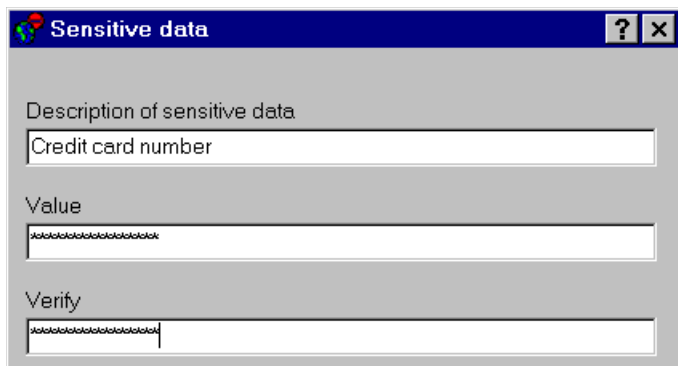 Sensitive data
Description of sensitive data
Credit card number
Value
******************
Verify
******************